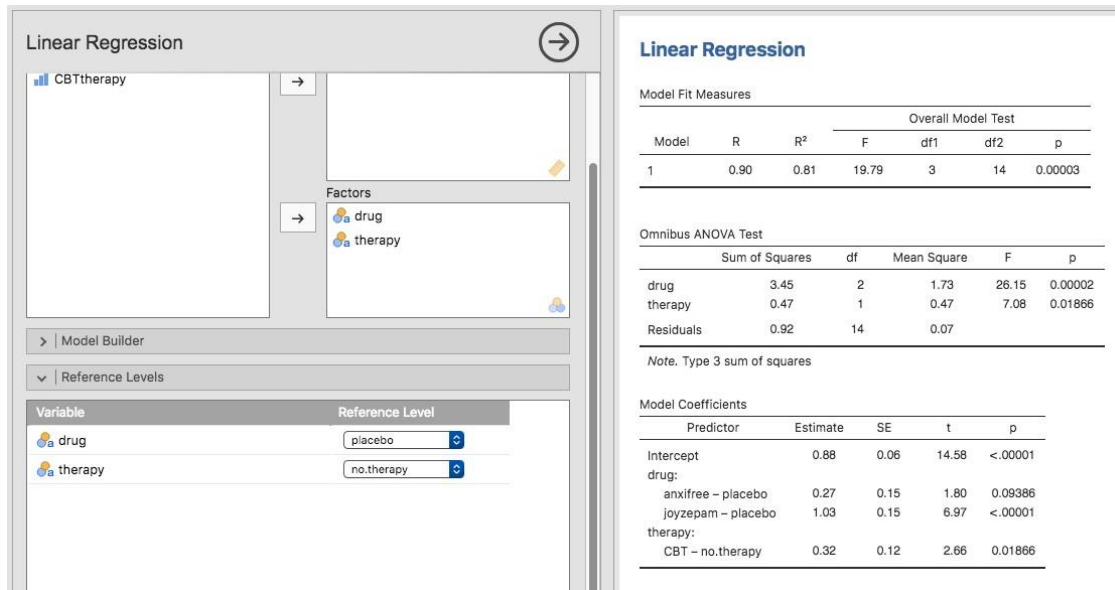 Linear Regression
CBTtherapy
Factors
a drug
a therapy
Model Builder
Reference Levels
Variable Reference Level
a drug placebo
a therapy no.therapy
Linear Regression
Model Fit Measures
Overall Model Test
Model R R² F df1 df2 p
1 0.90 0.81 19.79 3 14 0.00003
Omnibus ANOVA Test
Sum of Squares df Mean Square F p
drug 3.45 2 1.73 26.15 0.00002
therapy 0.47 1 0.47 7.08 0.01866
Residuals 0.92 14 0.07
Note. Type 3 sum of squares
Model Coefficients
Predictor Estimate SE t p
Intercept 0.88 0.06 14.58 <.00001
drug:
anxifree – placebo 0.27 0.15 1.80 0.09386
joyzepam – placebo 1.03 0.15 6.97 <.00001
therapy:
CBT – no.therapy 0.32 0.12 2.66 0.01866